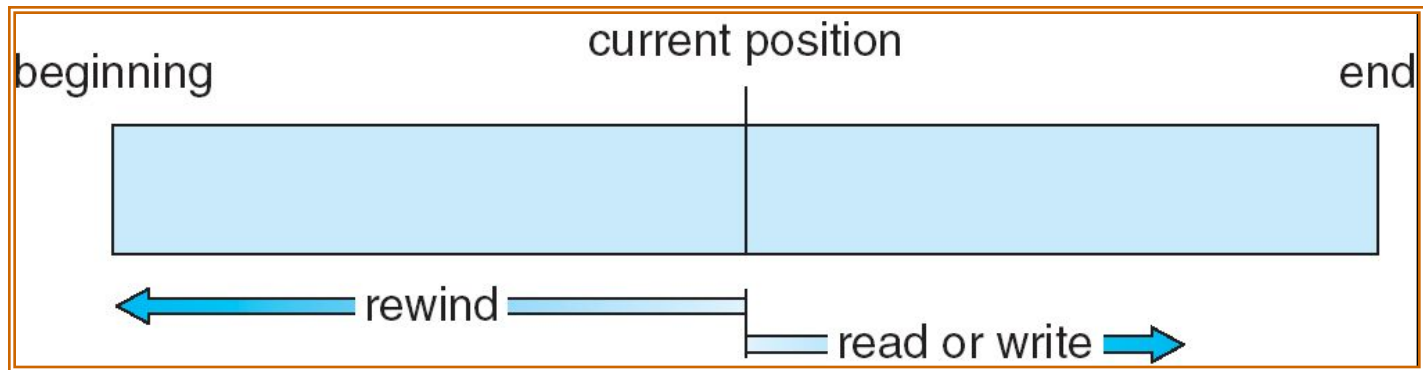 current position
beginning
end
rewind
read or write